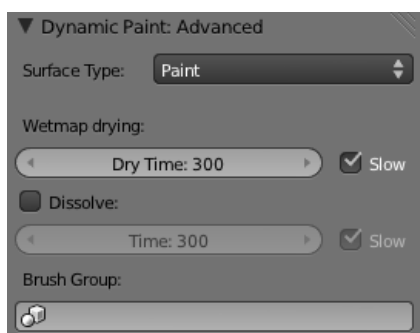 Dynamic Paint: Advanced
Surface Type: Paint
Wetmap drying:
Dry Time: 300 Slow
Dissolve:
Time: 300 Slow
Brush Group: